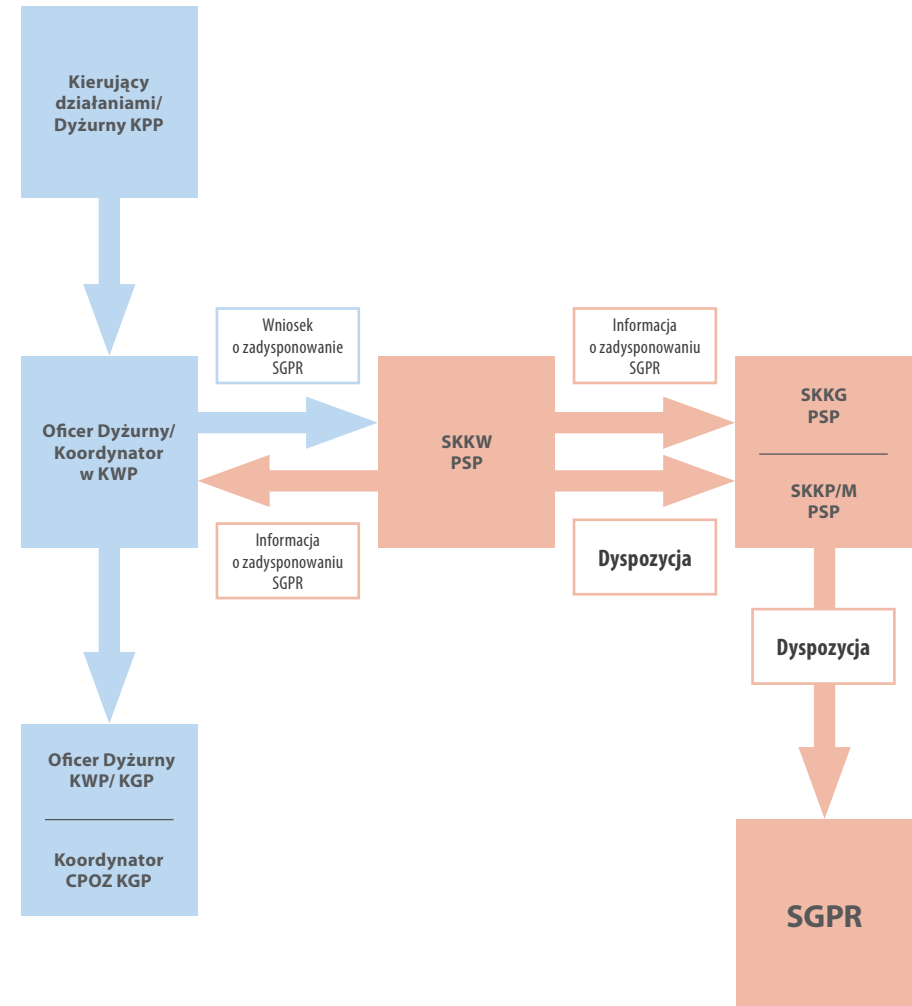 Kierujący
działaniami/
Dyżurny KPP
Wniosek
o zadysponowanie
SGPR
Informacja
o zadysponowaniu
SGPR
Oficer Dyżurny/
Koordynator
w KWP
SKKW
PSP
SKKG
PSP
SKKP/M
PSP
Informacja
o zadysponowaniu
SGPR
Dyspozycja
Dyspozycja
Oficer Dyżurny
KWP/ KGP
Koordynator
CPOZ KGP
SGPR